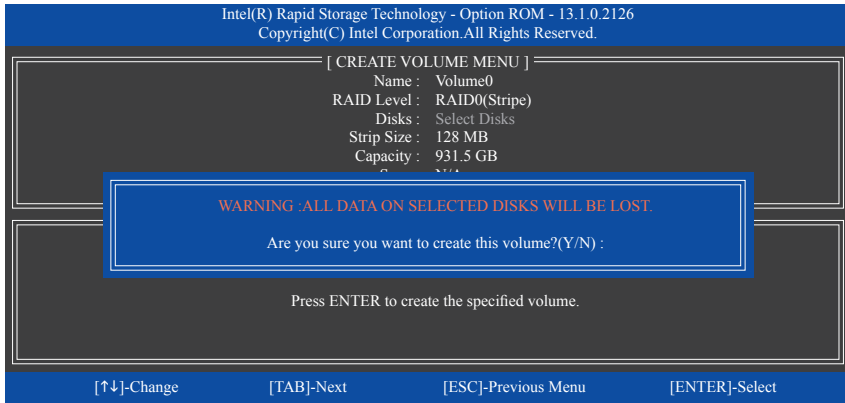 Intel(R) Rapid Storage Technology - Option ROM - 13.1.0.2126
Copyright(C) Intel Corporation.All Rights Reserved.
[ CREATE VOLUME MENU ]
Name : Volume0
RAID Level : RAID0(Stripe)
Disks : Select Disks
Strip Size : 128 MB
Capacity : 931.5 GB
WARNING :ALL DATA ON SELECTED DISKS WILL BE LOST.
Are you sure you want to create this volume?(Y/N) :
Press ENTER to create the specified volume.
[↑↓]-Change [TAB]-Next [ESC]-Previous Menu [ENTER]-Select